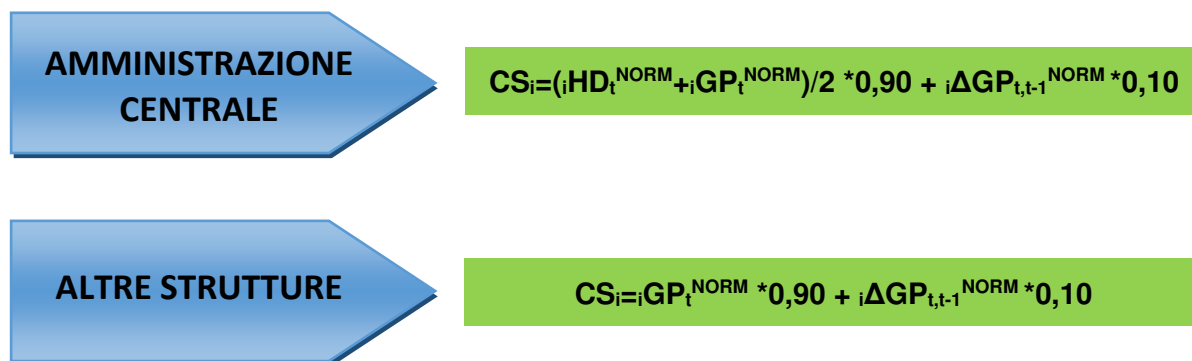 AMMINISTRAZIONE
CENTRALE
CSᵢ=(ᵢHDₜᴺᴼᴿᴹ+ᵢGPₜᴺᴼᴿᴹ)/2 *0,90 + ᵢΔGPₜ,ₜ₋₁ᴺᴼᴿᴹ *0,10
ALTRE STRUTTURE
CSᵢ=ᵢGPₜᴺᴼᴿᴹ *0,90 + ᵢΔGPₜ,ₜ₋₁ᴺᴼᴿᴹ *0,10